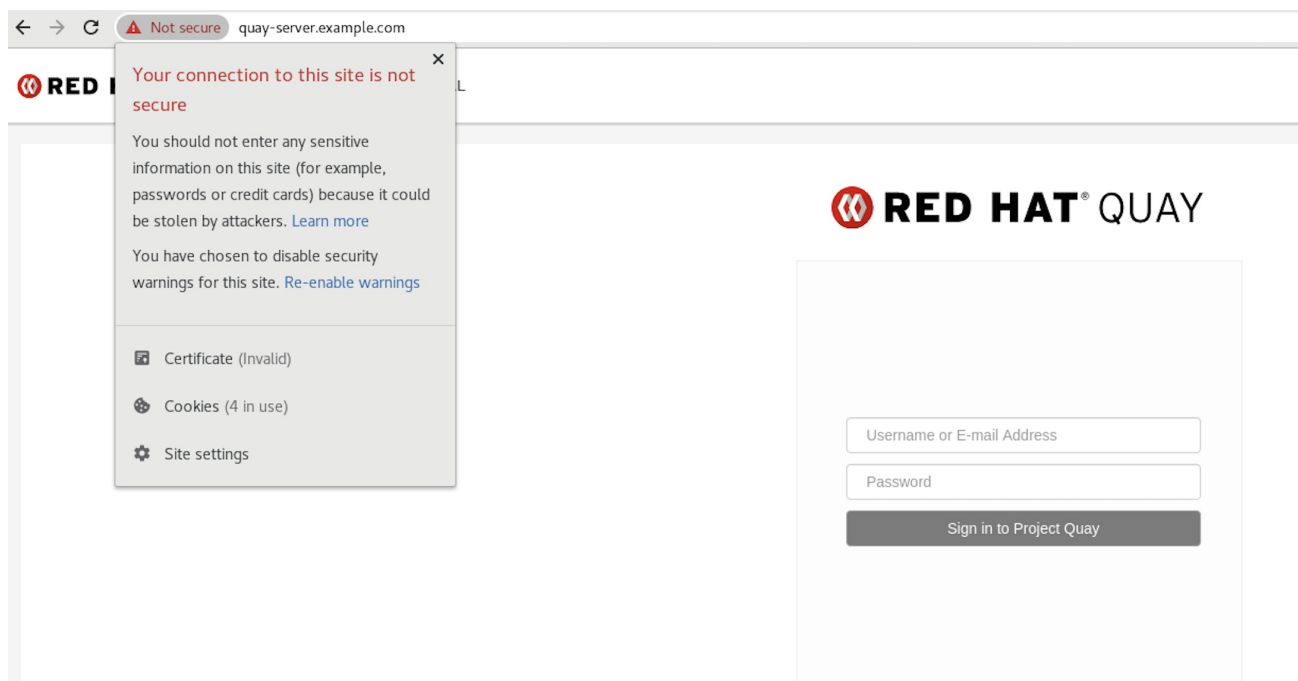 Not secure quay-server.example.com
RED
Your connection to this site is not
secure
You should not enter any sensitive
information on this site (for example,
passwords or credit cards) because it could
be stolen by attackers. Learn more
You have chosen to disable security
warnings for this site. Re-enable warnings
Certificate (Invalid)
Cookies (4 in use)
Site settings
RED HAT® QUAY
Username or E-mail Address
Password
Sign in to Project Quay